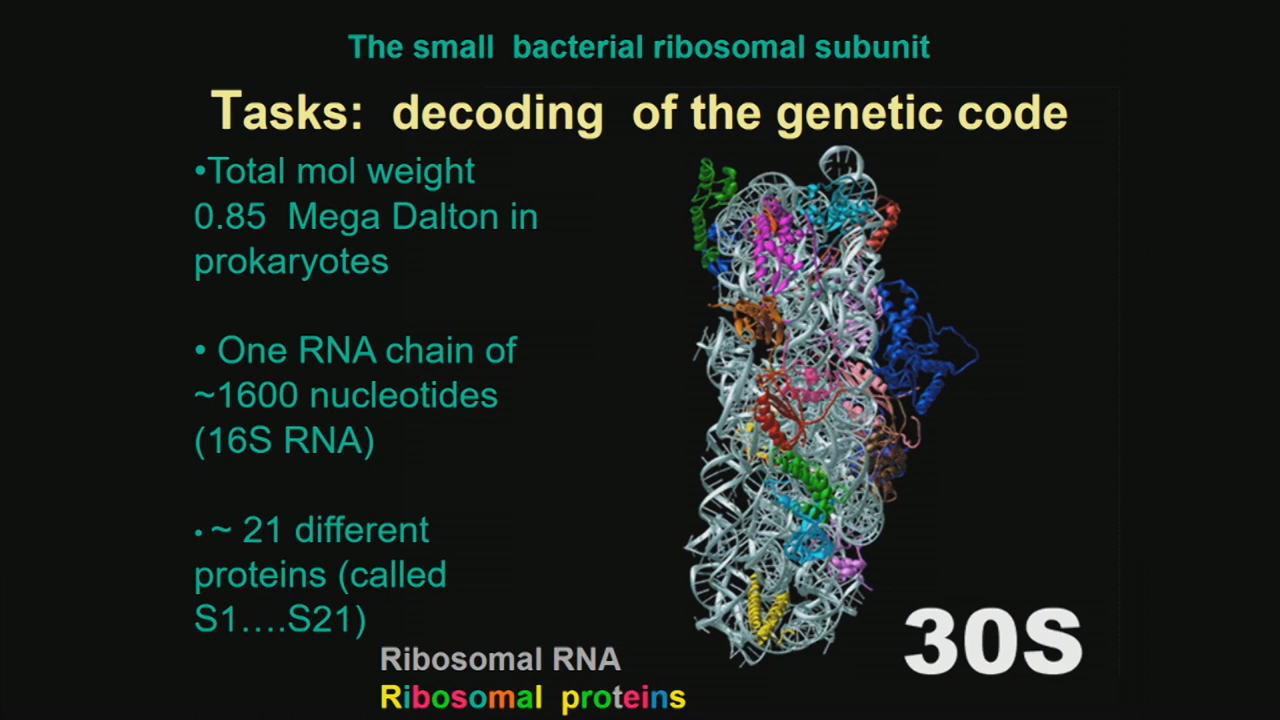 The small bacterial ribosomal subunit
Tasks: decoding of the genetic code
•Total mol weight
0.85 Mega Dalton in
prokaryotes
• One RNA chain of
~1600 nucleotides
(16S RNA)
• ~ 21 different
proteins (called
S1....S21)
30S
Ribosomal RNA
Ribosomal proteins